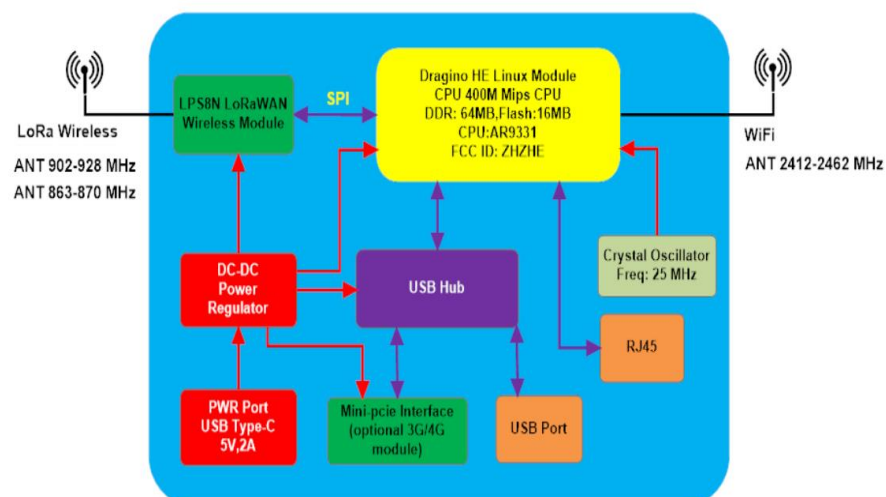 LoRa Wireless
ANT 902-928 MHz
ANT 863-870 MHz
LPS8N LoRaWAN
Wireless Module
SPI
Dragino HE Linux Module
CPU 400M Mips CPU
DDR: 64MB,Flash:16MB
CPU:AR9331
FCC ID: ZHZHE
WiFi
ANT 2412-2462 MHz
DC-DC
Power
Regulator
USB Hub
Crystal Oscillator
Freq: 25 MHz
RJ45
PWR Port
USB Type-C
5V,2A
Mini-pcie Interface
(optional 3G/4G
module)
USB Port